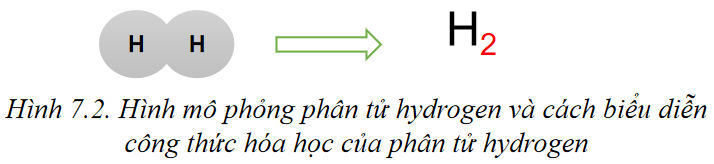 H H H₂
Hình 7.2. Hình mô phỏng phân tử hydrogen và cách biểu diễn
công thức hóa học của phân tử hydrogen